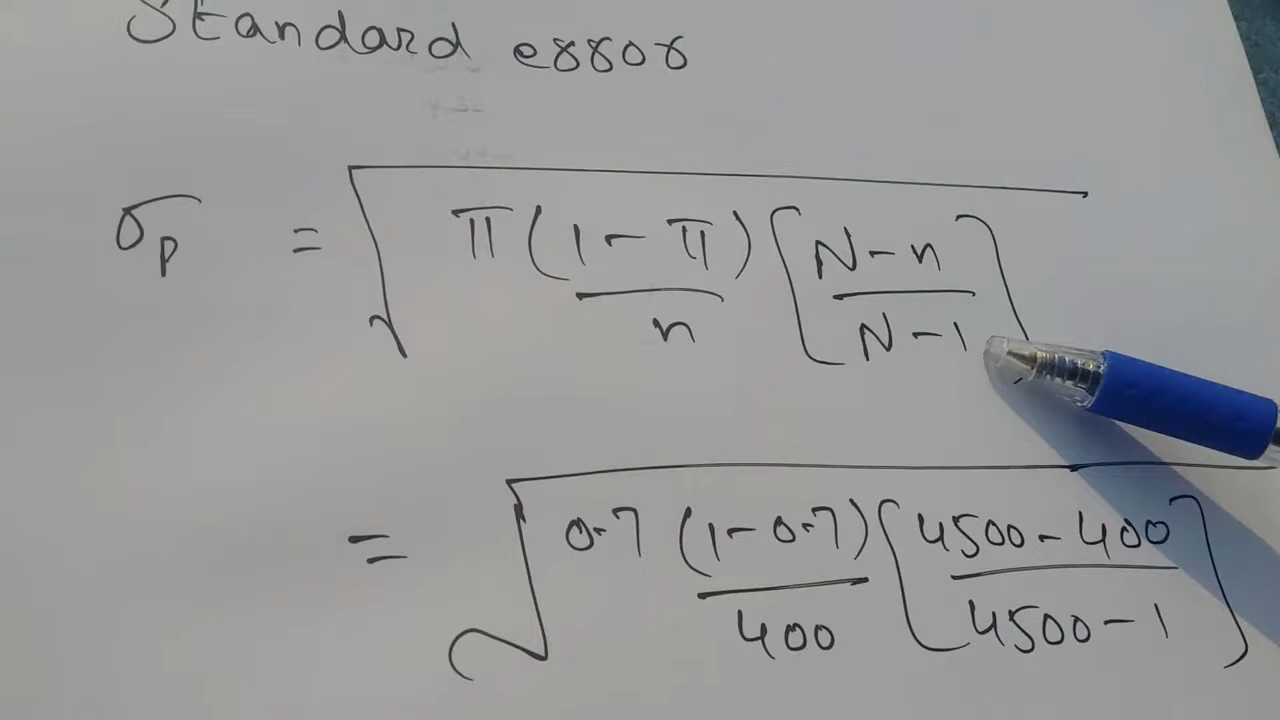 Standard error
σp = √ π(1-π)/n [N-n/N-1]
= √ 0.7(1-0.7)/400 [4500-400/4500-1]